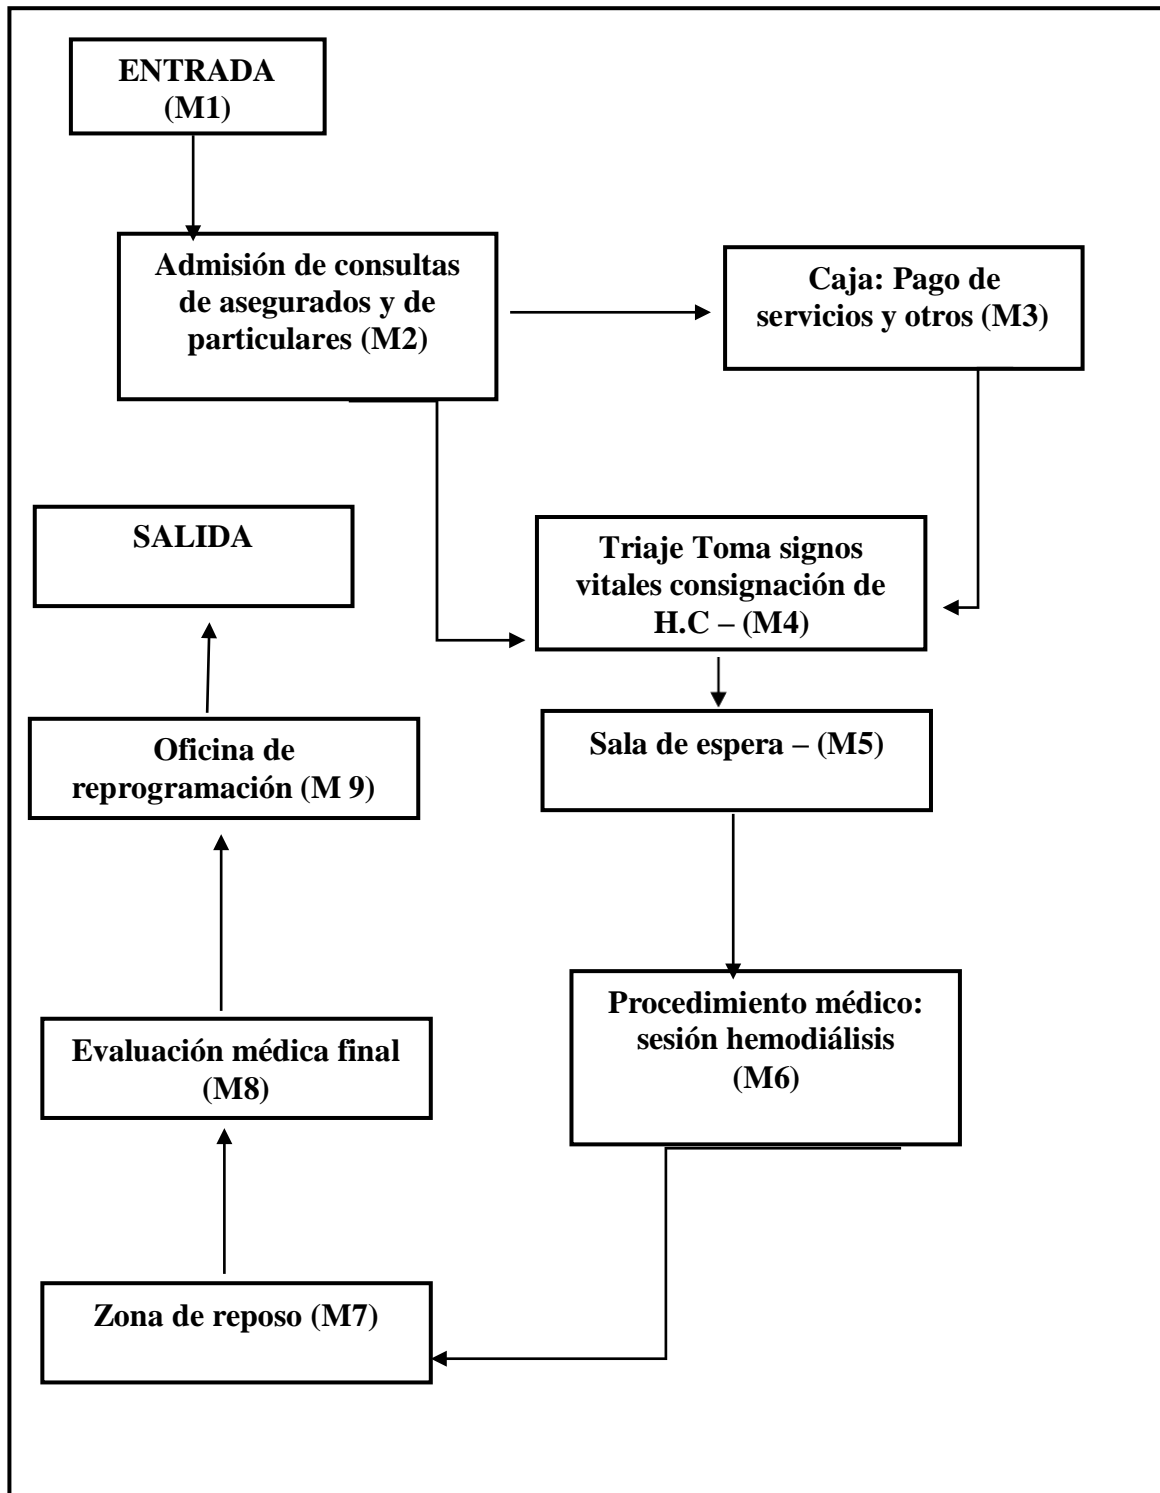 ENTRADA
(M1)
Admisión de consultas
de asegurados y de
particulares (M2)
Caja: Pago de
servicios y otros (M3)
SALIDA
Triaje Toma signos
vitales consignación de
H.C – (M4)
Oficina de
reprogramación (M 9)
Sala de espera – (M5)
Procedimiento médico:
sesión hemodiálisis
(M6)
Evaluación médica final
(M8)
Zona de reposo (M7)